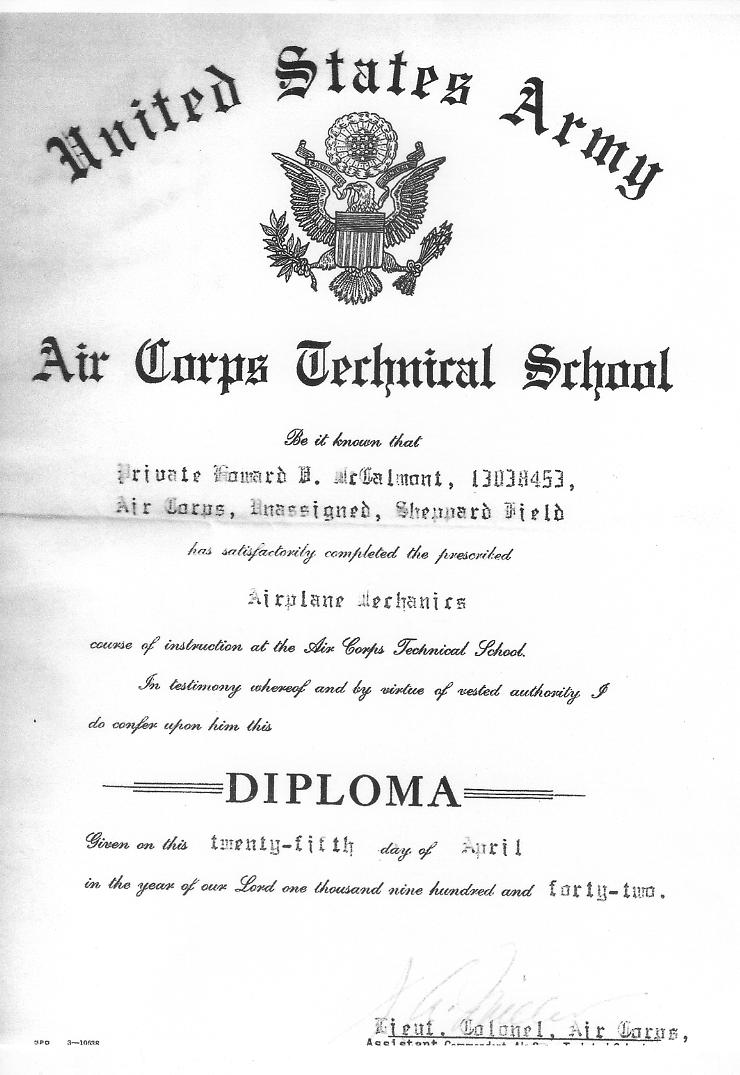 United States Army
Air Corps Technical School
Be it known that
Private Howard V. McCalmont, 13038453,
Air Corps, Unassigned, Sheppard Field
has satisfactorily completed the prescribed
Airplane Mechanics
course of instruction at the Air Corps Technical School.
In testimony whereof and by virtue of vested authority I
do confer upon him this
DIPLOMA
Given on this twenty-fifth day of April
in the year of our Lord one thousand nine hundred and forty-two.
Lieut. Colonel, Air Corps,
Assistant
GPO 3—10638